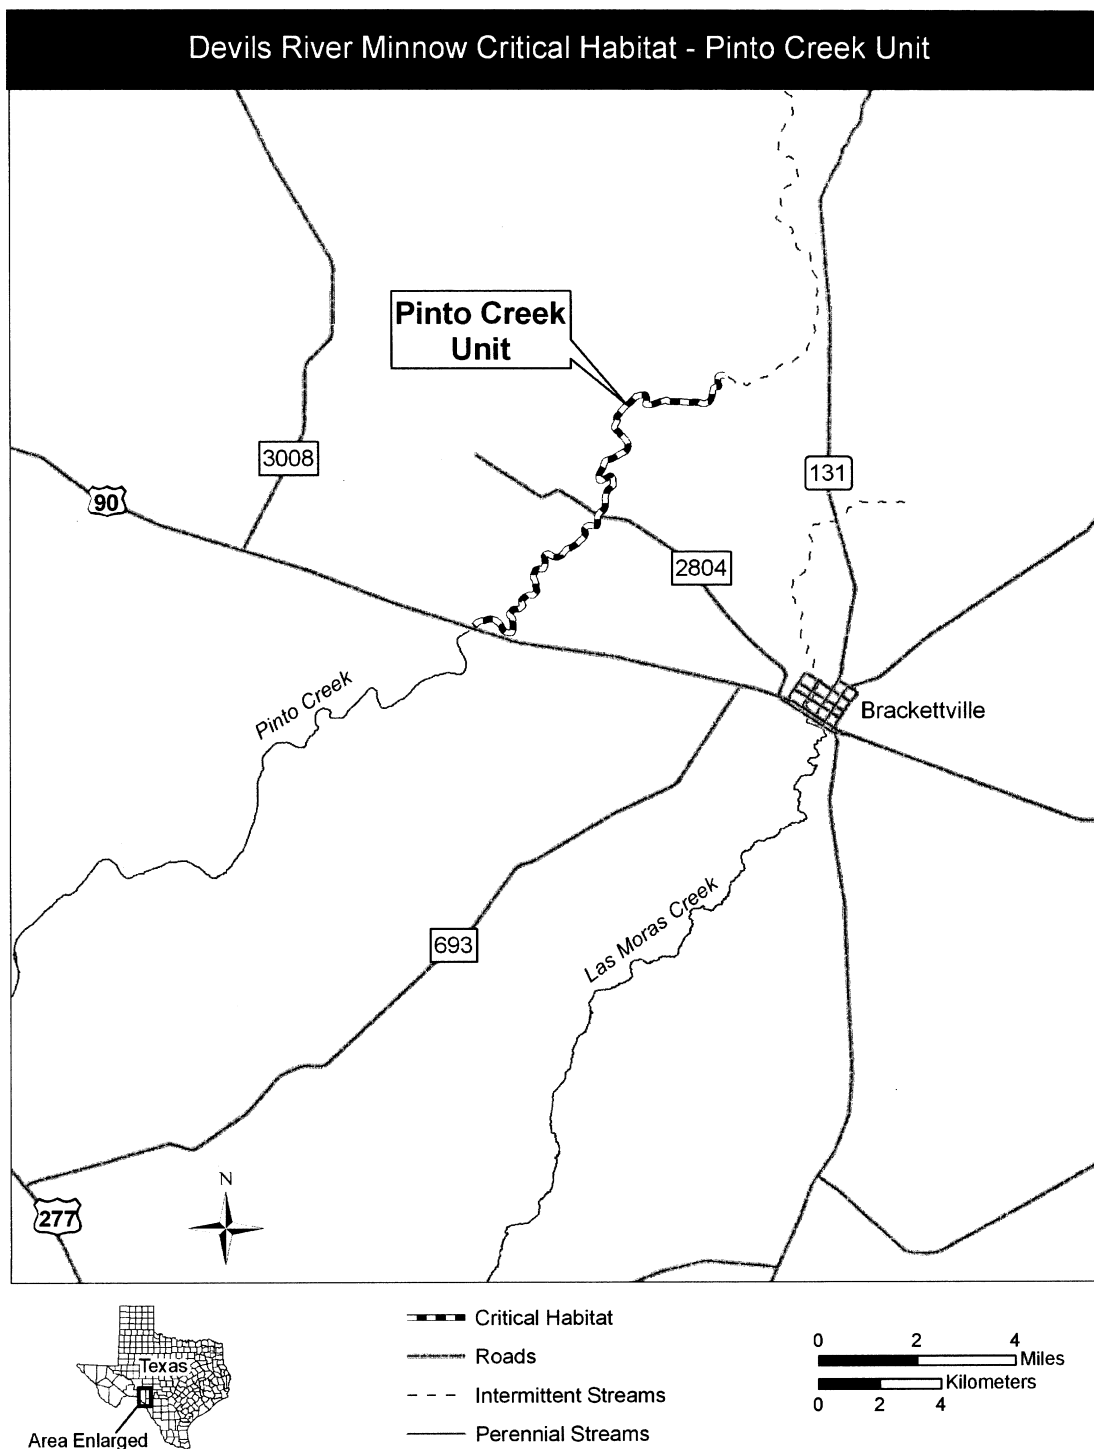 Devils River Minnow Critical Habitat - Pinto Creek Unit
Pinto Creek
Unit
3008
90
131
2804
Pinto Creek
Brackettville
Las Moras Creek
693
N
277
Texas
Area Enlarged
Critical Habitat
Roads
Intermittent Streams
Perennial Streams
0 2 4
Miles
Kilometers
0 2 4